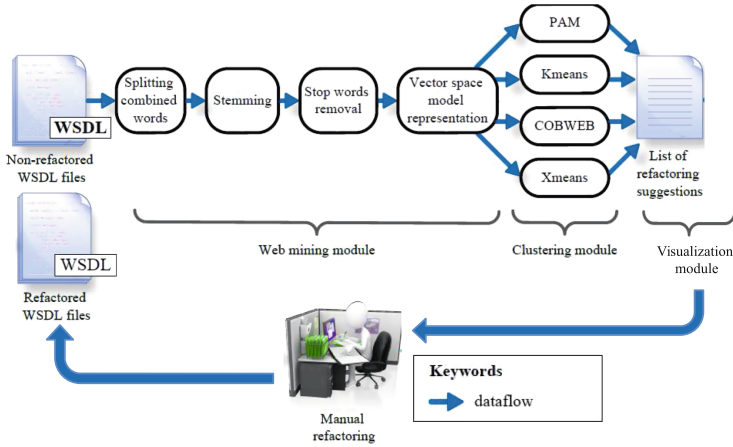 WSDL
Non-refactored
WSDL files
Splitting
combined
words
Stemming
Stop words
removal
Vector space
model
representation
PAM
Kmeans
COBWEB
Xmeans
List of
refactoring
suggestions
Web mining module
Clustering module
Visualization
module
WSDL
Refactored
WSDL files
Manual
refactoring
Keywords
dataflow